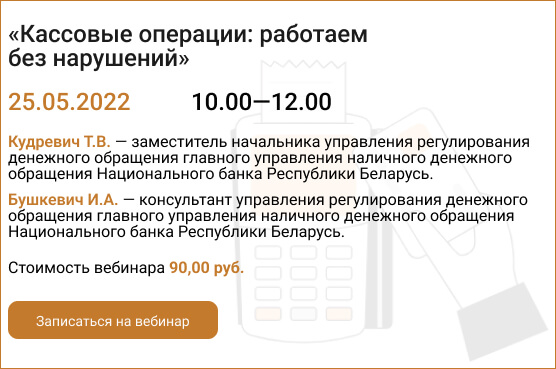 «Кассовые операции: работаем
без нарушений»
25.05.2022 10.00—12.00
Кудревич Т.В. — заместитель начальника управления регулирования
денежного обращения главного управления наличного денежного
обращения Национального банка Республики Беларусь.
Бушкевич И.А. — консультант управления регулирования денежного
обращения главного управления наличного денежного обращения
Национального банка Республики Беларусь.
Стоимость вебинара 90,00 руб.
Записаться на вебинар